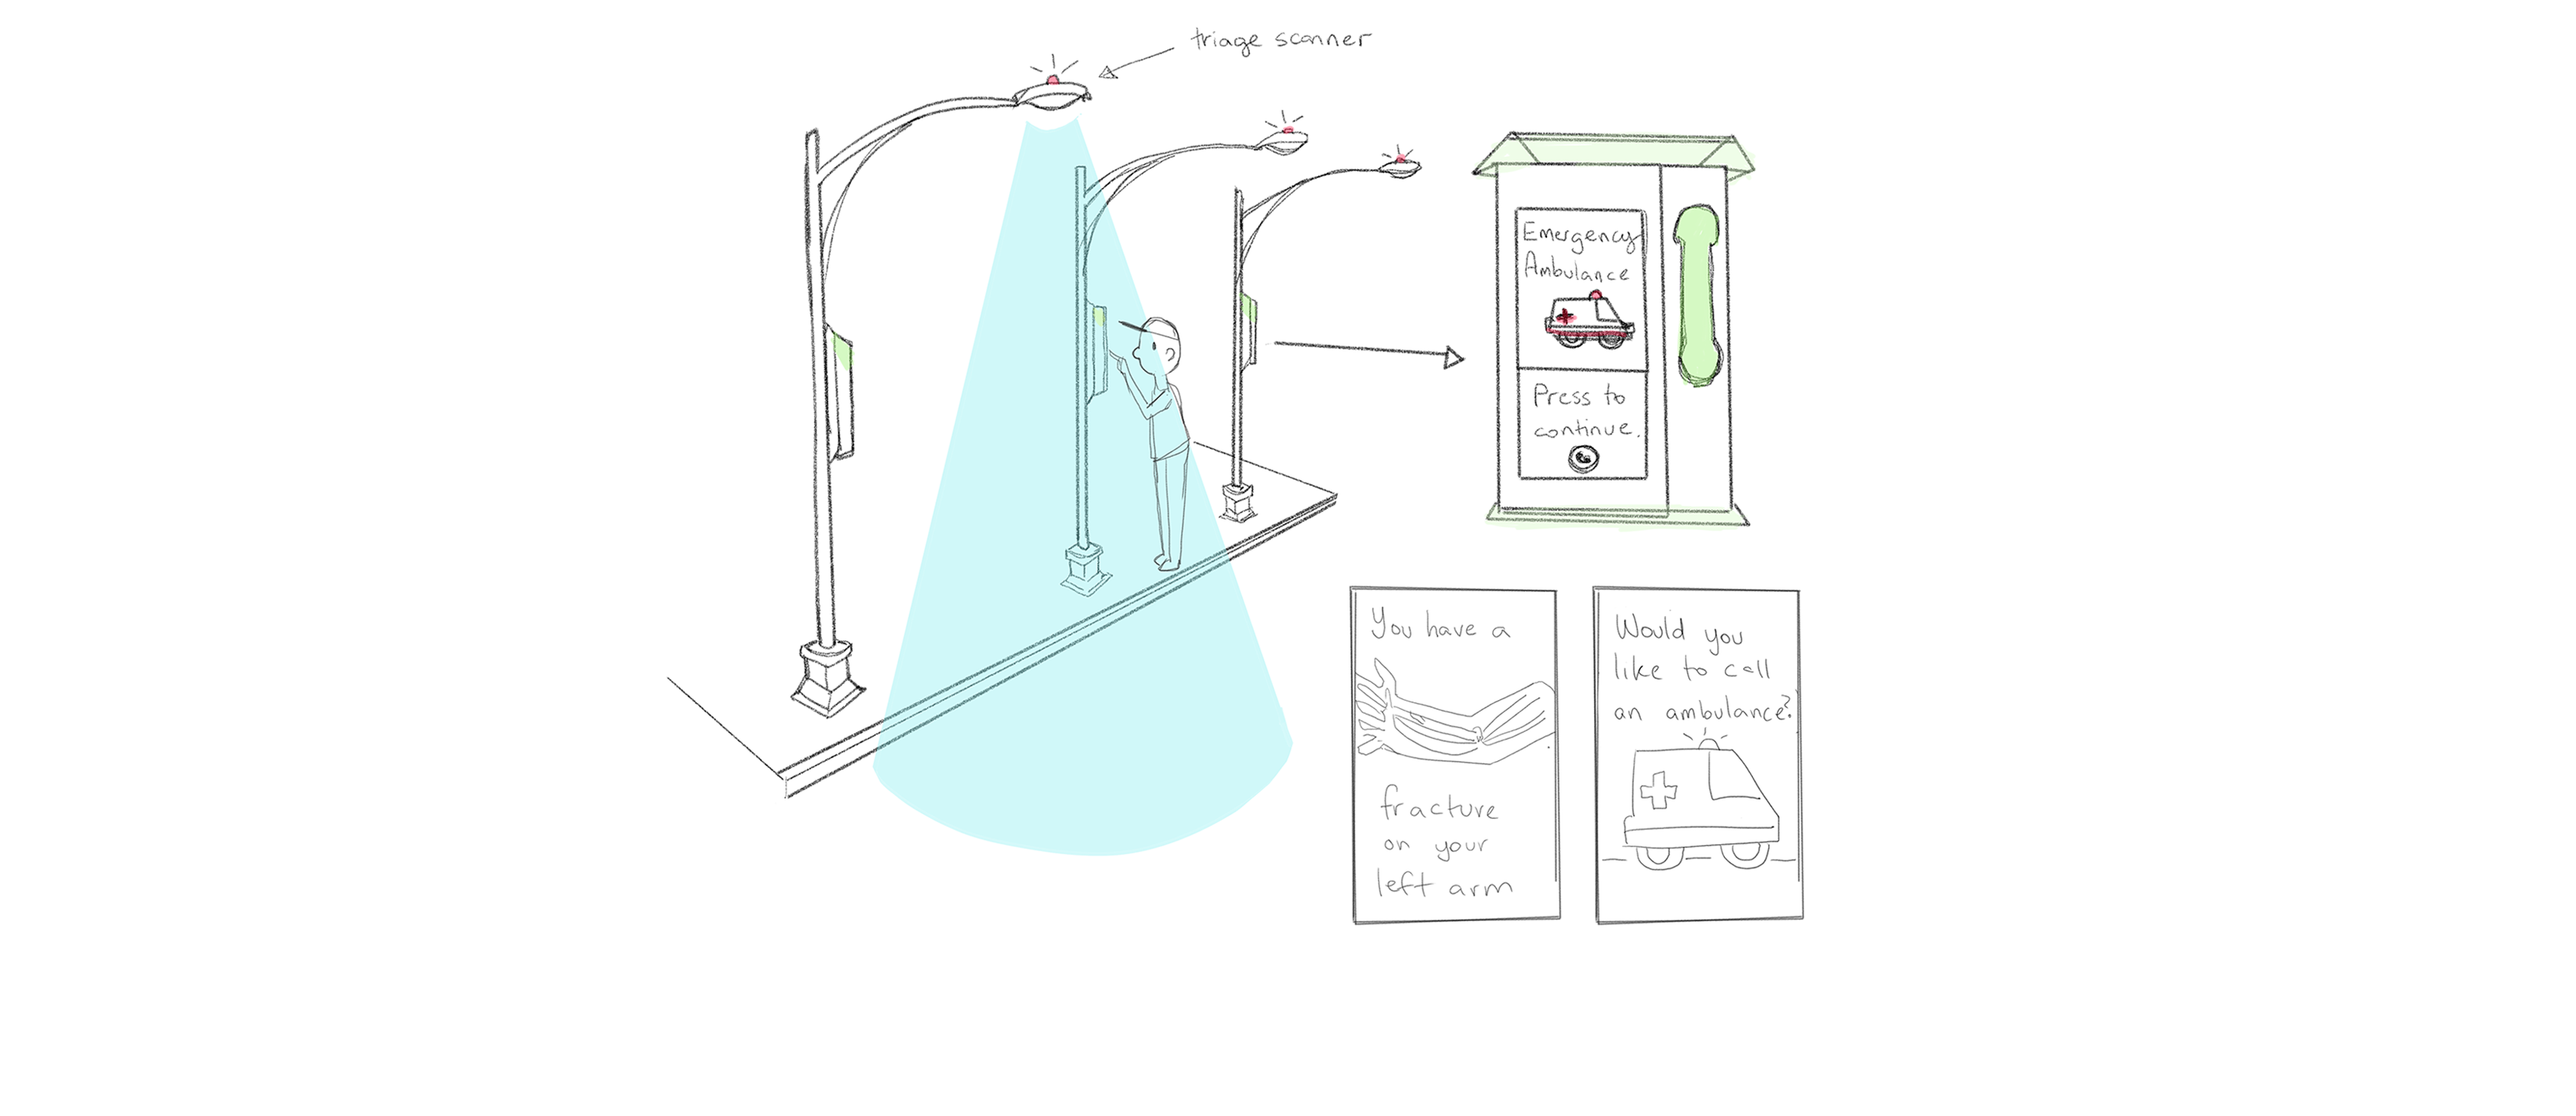 triage scanner
Emergency
Ambulance
Press to
continue.
You have a
fracture
on your
left arm
Would you
like to call
an ambulance?